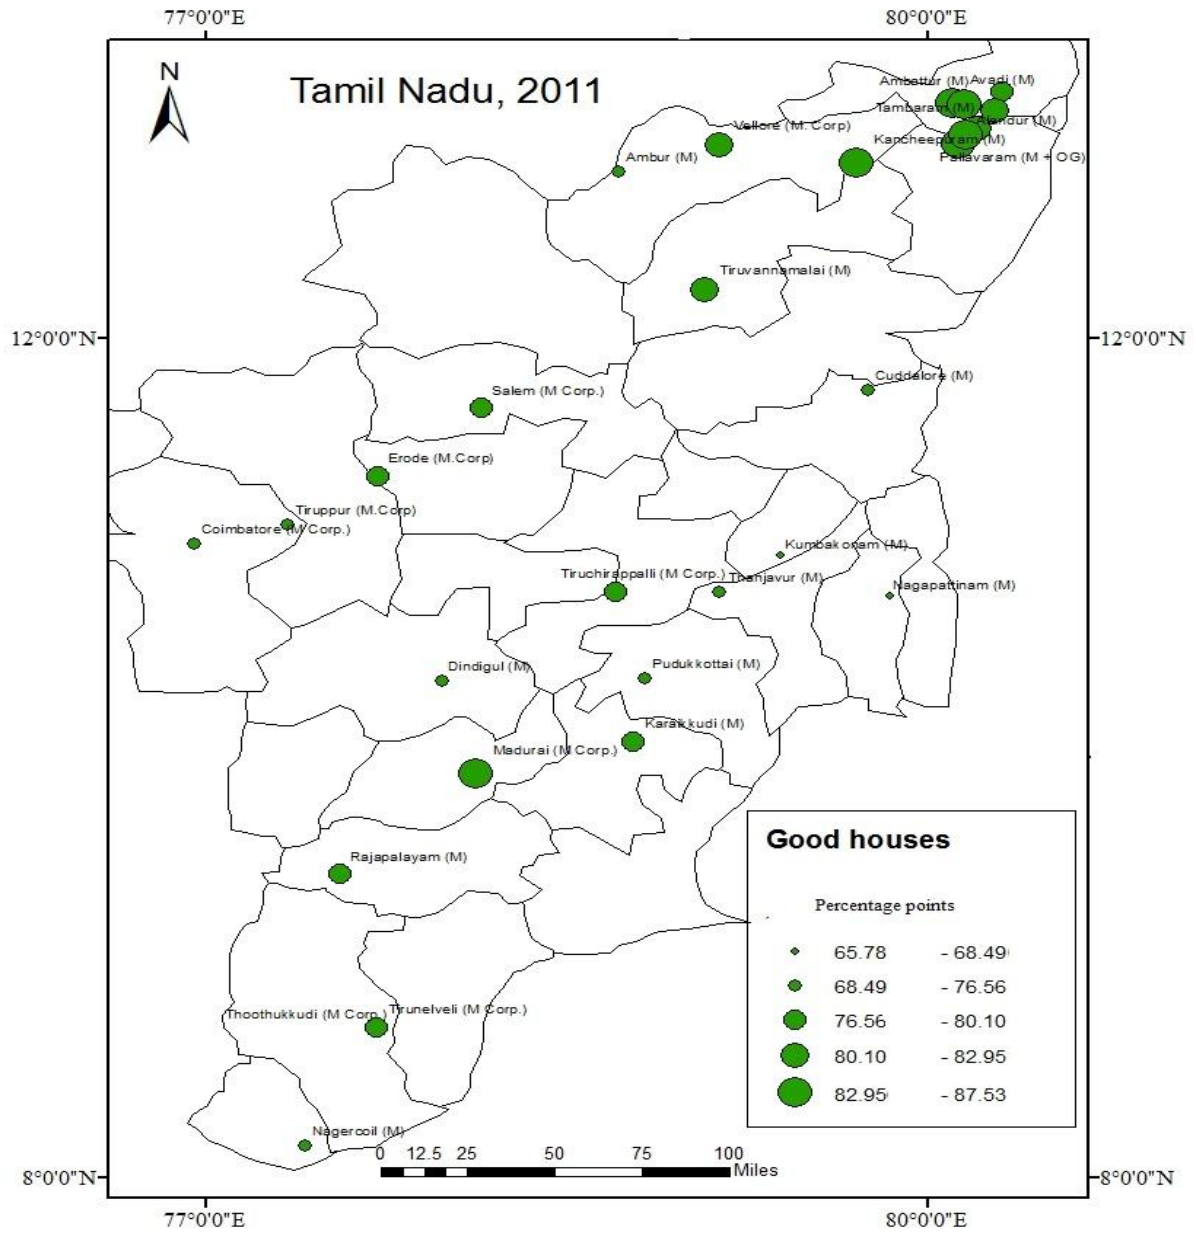 77°0'0"E 80°0'0"E
N
Tamil Nadu, 2011
Ambattur (M) Avadi (M)
Tambaram (M)
Alandur (M)
Vellore (M. Corp)
Kancheepuram (M)
Ambur (M)
Pallavaram (M + OG)
Tiruvannamalai (M)
12°0'0"N 12°0'0"N
Cuddalore (M)
Salem (M Corp.)
Erode (M.Corp)
Tiruppur (M.Corp)
Coimbatore (M Corp.)
Kumbakonam (M)
Tiruchirappalli (M Corp.) Thanjavur (M)
Nagapattinam (M)
Dindigul (M)
Pudukkottai (M)
Karaikkudi (M)
Madurai (M Corp.)
Rajapalayam (M)
Good houses
Percentage points
65.78 - 68.49
68.49 - 76.56
76.56 - 80.10
80.10 - 82.95
82.95 - 87.53
Thoothukkudi (M Corp.) Tirunelveli (M Corp.)
Nagercoil (M)
0 12.5 25 50 75 100
Miles
8°0'0"N 8°0'0"N
77°0'0"E 80°0'0"E